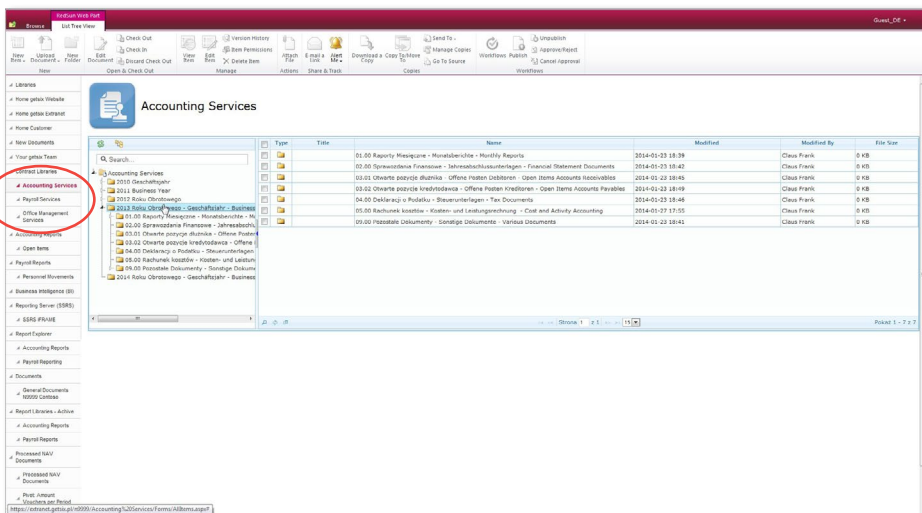 RedSun Web Part
Browse
List Tree View
Guest_DE
New Item
Upload Document
New Folder
New
Edit Document
Check Out
Check In
Discard Check Out
Open & Check Out
View Item
Edit Item
Version History
Item Permissions
Delete Item
Manage
Attach File
Actions
E-mail a Link
Alert Me
Share & Track
Download a Copy
Copy To/Move To
Send To
Manage Copies
Go To Source
Copies
Workflows
Publish
Unpublish
Approve/Reject
Cancel Approval
Workflows
Libraries
Home getsix Website
Home getsix Extranet
Home Customer
New Documents
Your getsix Team
Contract Libraries
Accounting Services
Payroll Services
Office Management Services
Accounting Reports
Open Items
Payroll Reports
Personnel Movements
Business Intelligence (BI)
Reporting Server (SSRS)
SSRS iFRAME
Report Explorer
Accounting Reports
Payroll Reporting
Documents
General Documents N9999 Contoso
Report Libraries - Achive
Accounting Reports
Payroll Reports
Processed NAV Documents
Processed NAV Documents
Pivot: Amount Vouchers per Period
Accounting Services
Search...
Accounting Services
2010 Geschäftsjahr
2011 Business Year
2012 Roku Obrotowego
2013 Roku Obrotowego - Geschäftsjahr - Business
01.00 Raporty Miesięczne - Monatsberichte - M
02.00 Sprawozdania Finansowe - Jahresabschlu
03.01 Otwarte pozycje dłużnika - Offene Posten
03.02 Otwarte pozycje kredytodawca - Offene
04.00 Deklaracji o Podatku - Steuerunterlagen
05.00 Rachunek kosztów - Kosten- und Leistun
09.00 Pozostałe Dokumenty - Sonstige Dokume
2014 Roku Obrotowego - Geschäftsjahr - Business
Type Title Name Modified Modified By File Size
01.00 Raporty Miesięczne - Monatsberichte - Monthly Reports 2014-01-23 18:39 Claus Frank 0 KB
02.00 Sprawozdania Finansowe - Jahresabschlussunterlagen - Financial Statement Documents 2014-01-23 18:42 Claus Frank 0 KB
03.01 Otwarte pozycje dłużnika - Offene Posten Debitoren - Open Items Accounts Receivables 2014-01-23 18:45 Claus Frank 0 KB
03.02 Otwarte pozycje kredytodawca - Offene Posten Kreditoren - Open Items Accounts Payables 2014-01-23 18:49 Claus Frank 0 KB
04.00 Deklaracji o Podatku - Steuerunterlagen - Tax Documents 2014-01-23 18:46 Claus Frank 0 KB
05.00 Rachunek kosztów - Kosten- und Leistungsrechnung - Cost and Activity Accounting 2014-01-27 17:55 Claus Frank 0 KB
09.00 Pozostałe Dokumenty - Sonstige Dokumente - Various Documents 2014-01-23 18:41 Claus Frank 0 KB
Strona 1 z 1 15
Pokaż 1 - 7 z 7
https://extranet.getsix.pl/n9999/Accounting%20Services/Forms/AllItems.aspx#